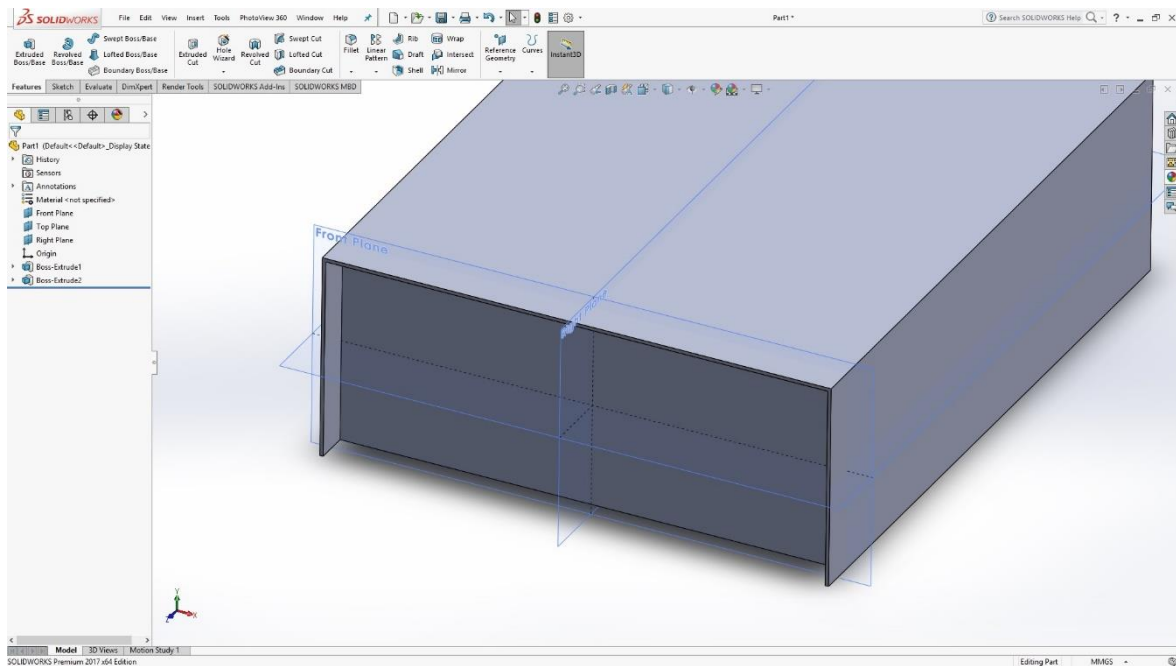 SOLIDWORKS File Edit View Insert Tools PhotoView 360 Window Help Part1 * Search SOLIDWORKS Help
Extruded Boss/Base
Revolved Boss/Base
Swept Boss/Base
Lofted Boss/Base
Boundary Boss/Base
Extruded Cut
Hole Wizard
Revolved Cut
Swept Cut
Lofted Cut
Boundary Cut
Fillet
Linear Pattern
Rib
Draft
Shell
Wrap
Intersect
Mirror
Reference Geometry
Curves
Instant3D
Features Sketch Evaluate DimXpert Render Tools SOLIDWORKS Add-Ins SOLIDWORKS MBD
Part1 (Default<<Default>_Display State
History
Sensors
Annotations
Material <not specified>
Front Plane
Top Plane
Right Plane
Origin
Boss-Extrude1
Boss-Extrude2
Front Plane
Right Plane
Y
X
Z
Model 3D Views Motion Study 1
SOLIDWORKS Premium 2017 x64 Edition Editing Part MMGS